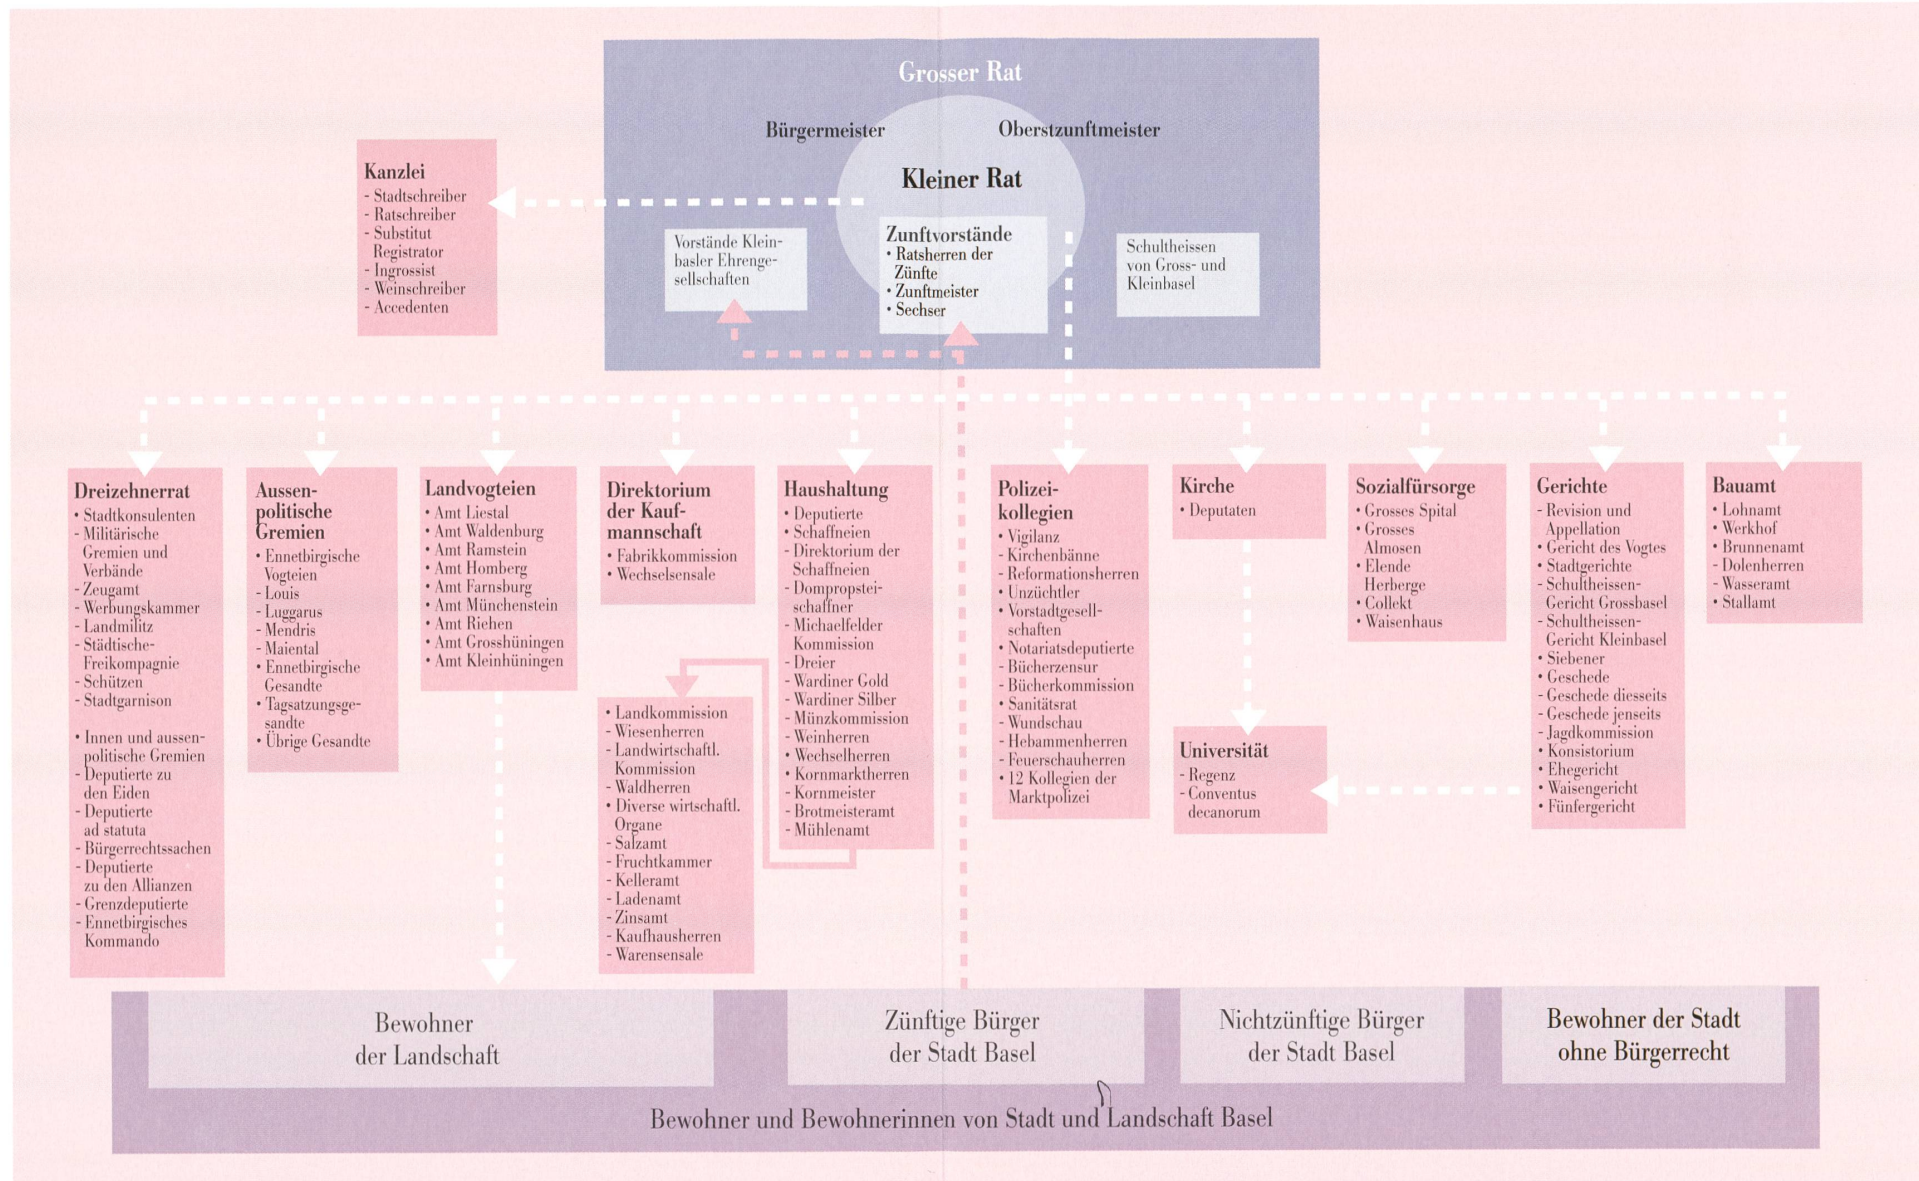 Grosser Rat
Bürgermeister
Oberstzunftmeister
Kleiner Rat
Kanzlei
- Stadtschreiber
- Ratschreiber
- Substitut
Registrator
- Ingrossist
- Weinschreiber
- Accedenten
Vorstände Klein-
basler Ehrenge-
sellschaften
Zunftvorstände
• Ratsherren der
Zünfte
• Zunftmeister
• Sechser
Schultheissen
von Gross- und
Kleinbasel
Dreizehnerrat
• Stadtkonsulenten
- Militärische
Gremien und
Verbände
- Zeugamt
- Werbungskammer
- Landmilitz
- Städtische-
Freikompagnie
- Schützen
- Stadtgarnison
• Innen und aussen-
politische Gremien
- Deputierte zu
den Eiden
- Deputierte
ad statuta
- Bürgerrechtssachen
- Deputierte
zu den Allianzen
- Grenzdeputierte
- Ennetbirgisches
Kommando
Aussen-
politische
Gremien
• Ennetbirgische
Vogteien
- Louis
- Luggarus
- Mendris
- Maiental
• Ennetbirgische
Gesandte
• Tagsatzungsge-
sandte
• Übrige Gesandte
Landvogteien
• Amt Liestal
• Amt Waldenburg
• Amt Ramstein
• Amt Homberg
• Amt Farnsburg
• Amt Münchenstein
• Amt Riehen
• Amt Grosshüningen
• Amt Kleinhüningen
Direktorium
der Kauf-
mannschaft
• Fabrikkommission
• Wechselsensale
• Landkommission
- Wiesenherren
- Landwirtschaftl.
Kommission
- Waldherren
• Diverse wirtschaftl.
Organe
- Salzamt
- Fruchtkammer
- Kelleramt
- Ladenamt
- Zinsamt
- Kaufhausherren
- Warensensale
Haushaltung
• Deputierte
• Schaffneien
- Direktorium der
Schaffneien
- Dompropstei-
schaffner
- Michaelfelder
Kommission
- Dreier
- Wardiner Gold
- Wardiner Silber
- Münzkommission
- Weinherren
• Wechselherren
• Kornmarktherren
- Kornmeister
- Brotmeisteramt
- Mühlenamt
Polizei-
kollegien
• Vigilanz
- Kirchenbänne
- Reformationsherren
• Unzüchtler
• Vorstadtgesell-
schaften
• Notariatsdeputierte
- Bücherzensur
- Bücherkommission
• Sanitätsrat
- Wundschau
- Hebammenherren
- Feuerschauherren
• 12 Kollegien der
Marktpolizei
Kirche
• Deputaten
Universität
- Regenz
- Conventus
decanorum
Sozialfürsorge
• Grosses Spital
• Grosses
Almosen
• Elende
Herberge
• Collekt
• Waisenhaus
Gerichte
- Revision und
Appellation
• Gericht des Vogtes
• Stadtgerichte
- Schultheissen-
Gericht Grossbasel
- Schultheissen-
Gericht Kleinbasel
• Siebener
• Geschede
- Geschede diesseits
- Geschede jenseits
- Jagdkommission
• Konsistorium
• Ehegericht
• Waisengericht
• Fünfergericht
Bauamt
• Lohnamt
• Werkhof
• Brunnenamt
- Dolenherren
- Wasseramt
• Stallamt
Bewohner
der Landschaft
Zünftige Bürger
der Stadt Basel
Nichtzünftige Bürger
der Stadt Basel
Bewohner der Stadt
ohne Bürgerrecht
Bewohner und Bewohnerinnen von Stadt und Landschaft Basel